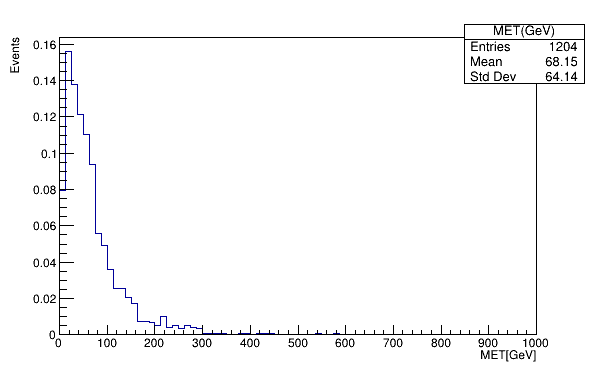 MET(GeV)
Entries 1204
Mean 68.15
Std Dev 64.14
Events
0.16
0.14
0.12
0.1
0.08
0.06
0.04
0.02
0
0 100 200 300 400 500 600 700 800 900 1000
MET[GeV]